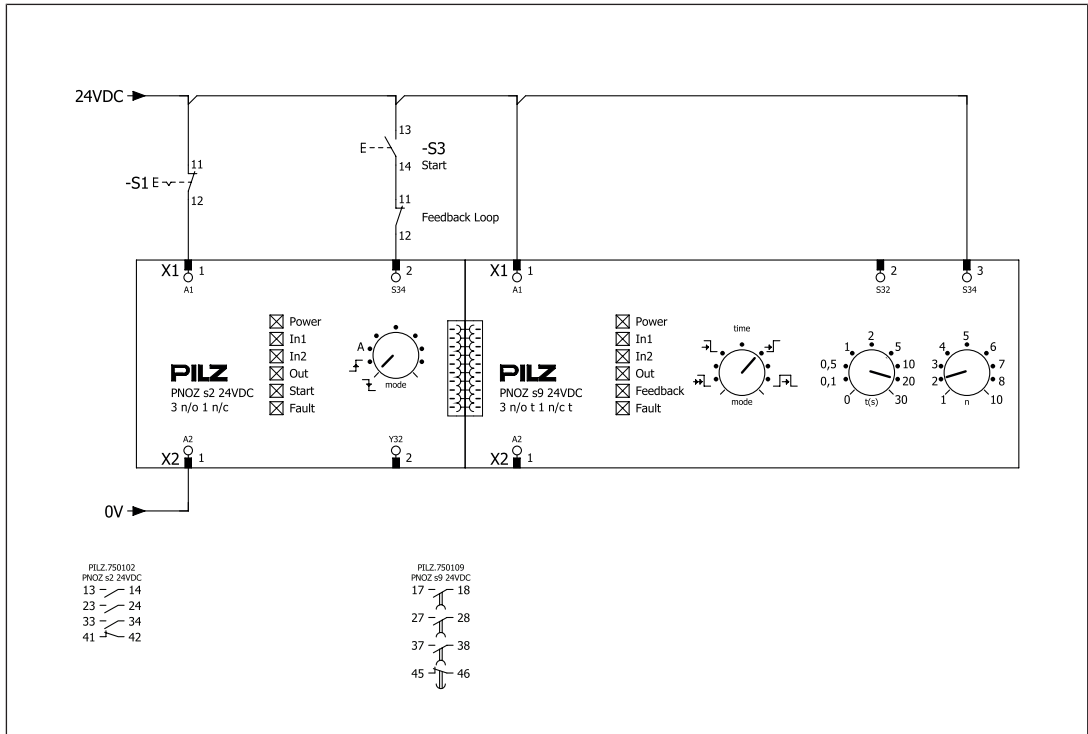 24VDC
13
E
-S3
14
Start
11
-S1
E
12
11
Feedback Loop
12
X1
1
A1
2
S34
X1
1
A1
2
S32
3
S34
Power
In1
In2
Out
Start
Fault
A
mode
PILZ
PNOZ s2 24VDC
3 n/o 1 n/c
Power
In1
In2
Out
Feedback
Fault
PILZ
PNOZ s9 24VDC
3 n/o t 1 n/c t
time
mode
0
0,1
0,5
1
2
5
10
20
30
t(s)
1
2
3
4
5
6
7
8
10
n
A2
X2
1
Y32
2
A2
X2
1
0V
PILZ.750102
PNOZ s2 24VDC
13 14
23 24
33 34
41 42
PILZ.750109
PNOZ s9 24VDC
17 18
27 28
37 38
45 46